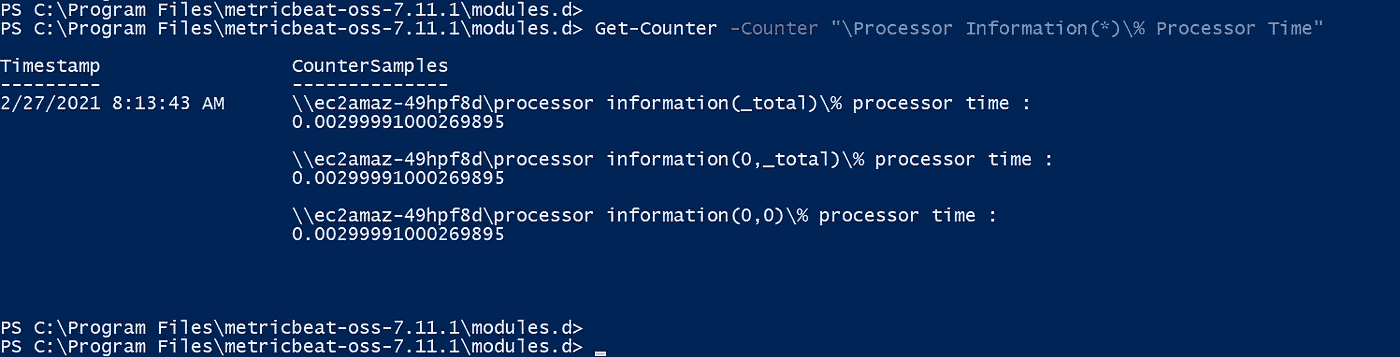 PS C:\Program Files\metricbeat-oss-7.11.1\modules.d>
PS C:\Program Files\metricbeat-oss-7.11.1\modules.d> Get-Counter -Counter "\Processor Information(*)\% Processor Time"
Timestamp CounterSamples
--------- --------------
2/27/2021 8:13:43 AM \\ec2amaz-49hpf8d\processor information(_total)\% processor time :
0.00299991000269895
\\ec2amaz-49hpf8d\processor information(0,_total)\% processor time :
0.00299991000269895
\\ec2amaz-49hpf8d\processor information(0,0)\% processor time :
0.00299991000269895
PS C:\Program Files\metricbeat-oss-7.11.1\modules.d>
PS C:\Program Files\metricbeat-oss-7.11.1\modules.d> _